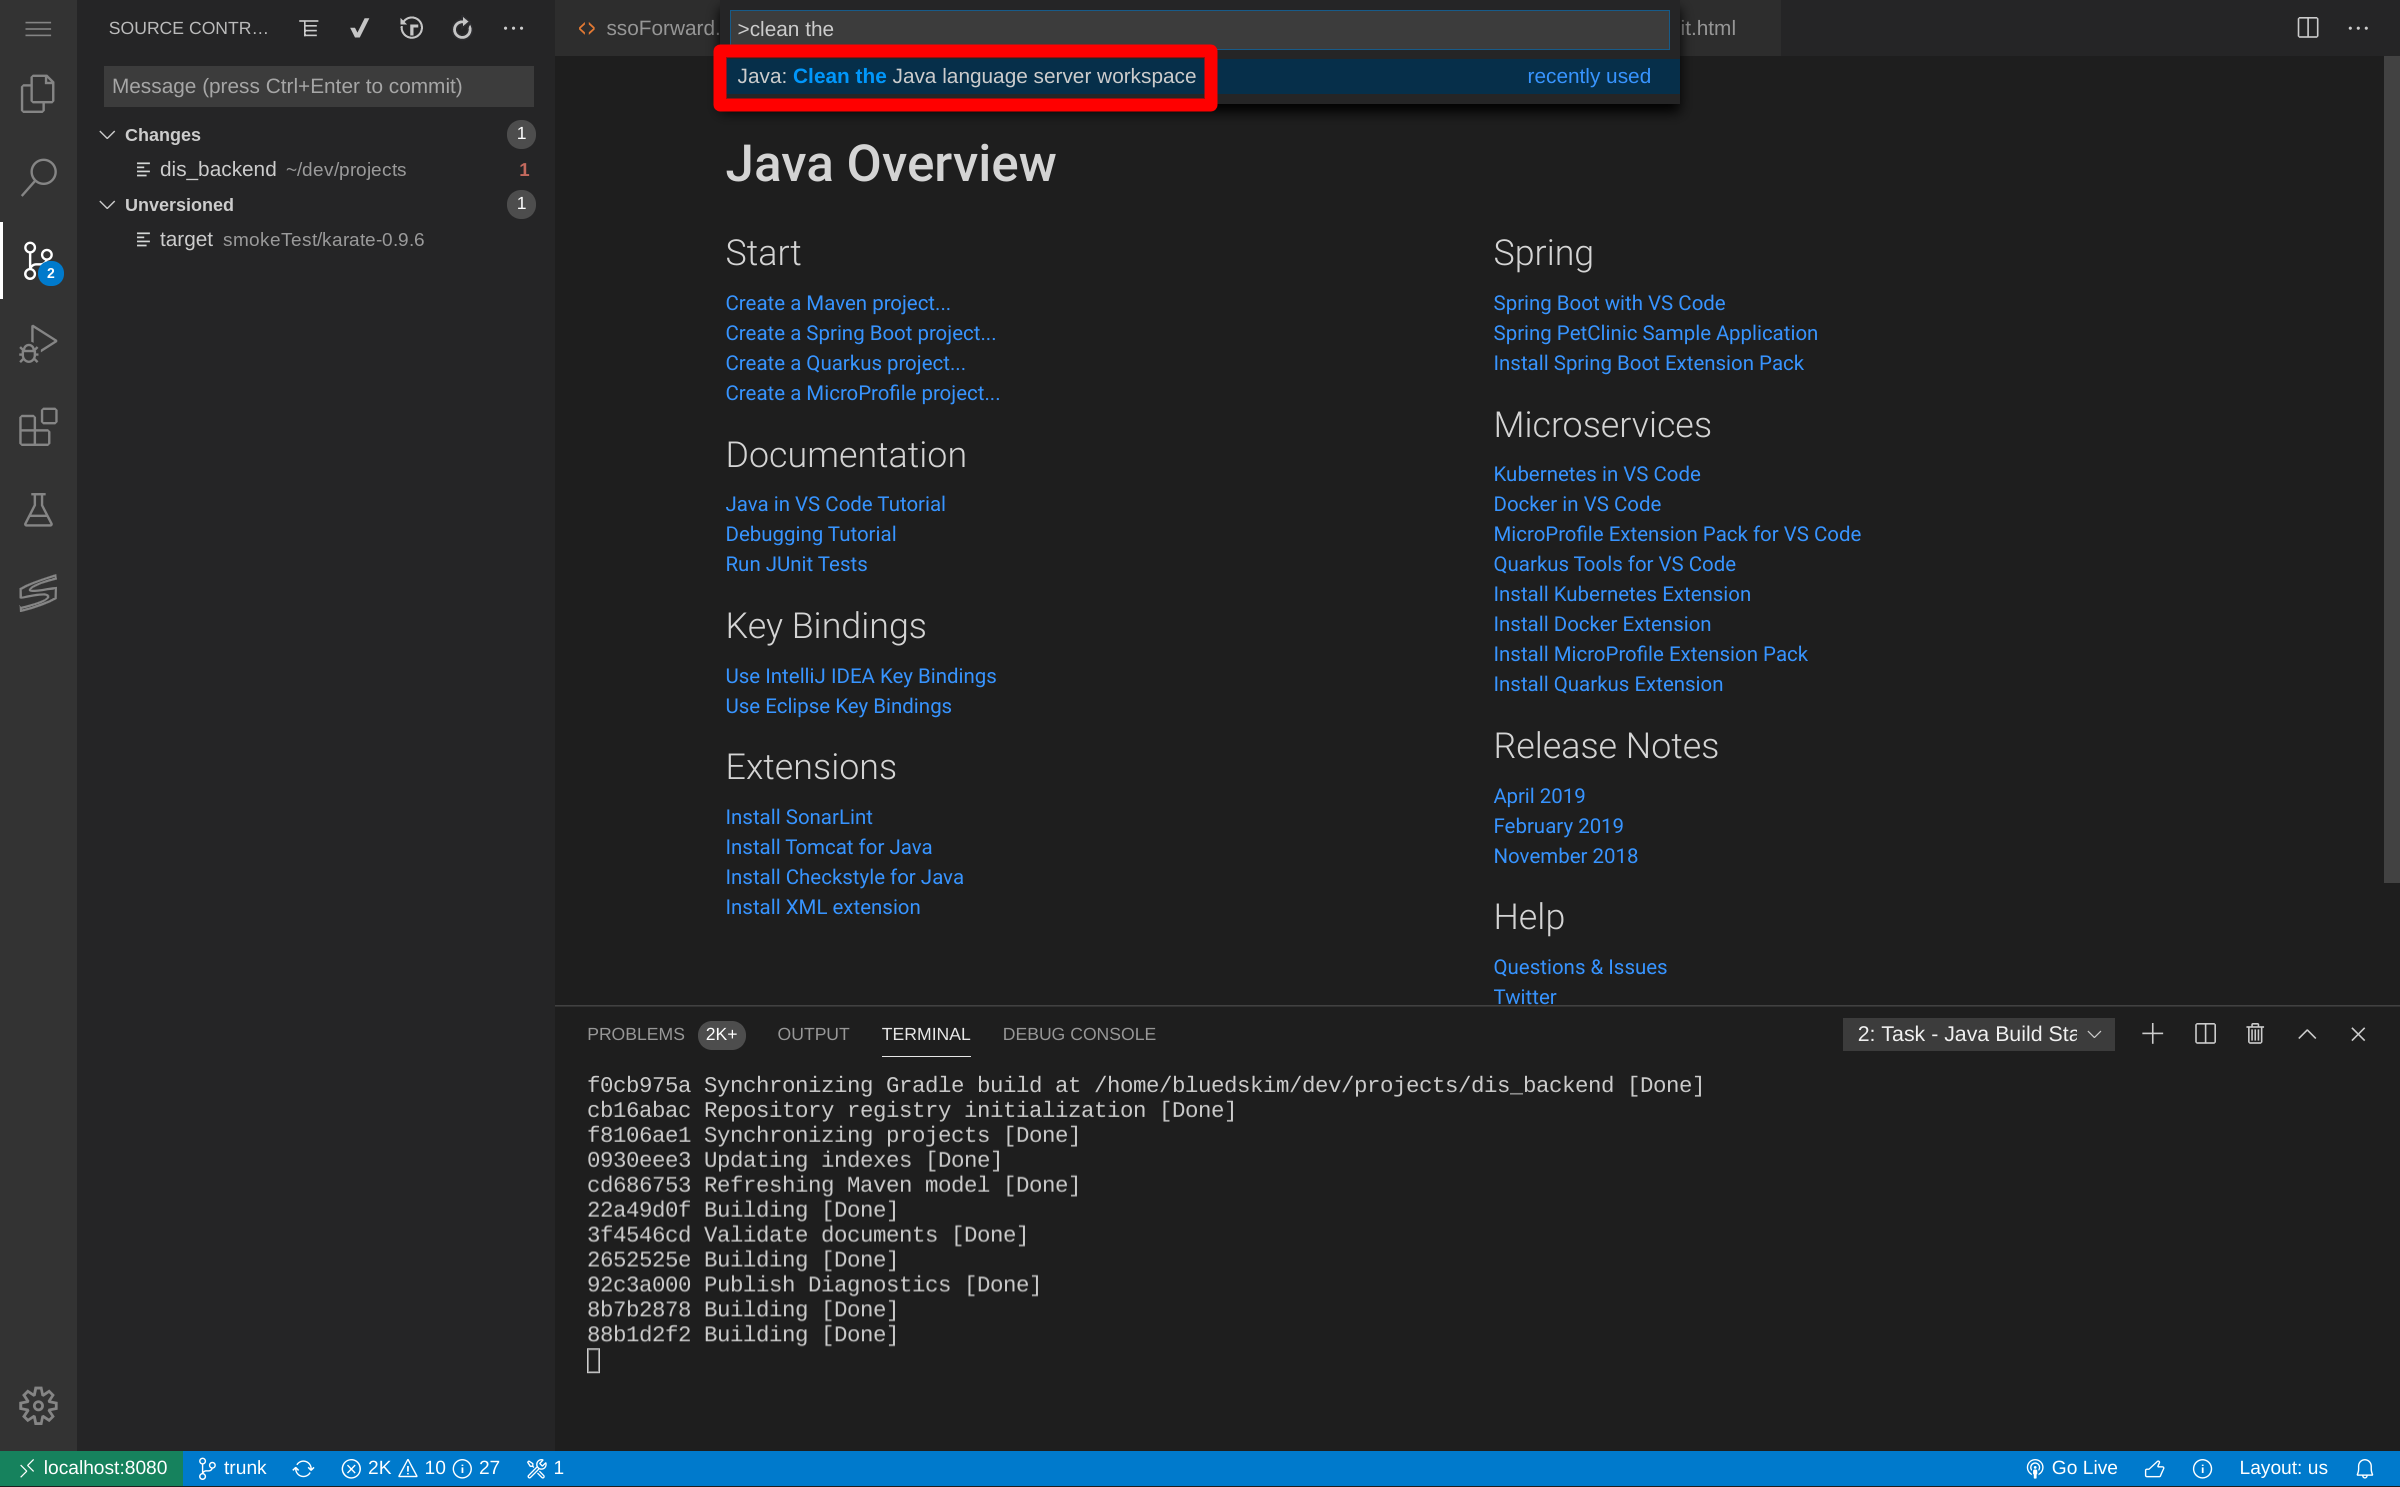 SOURCE CONTR...
Message (press Ctrl+Enter to commit)
Changes 1
dis_backend ~/dev/projects 1
Unversioned 1
target smokeTest/karate-0.9.6
2
ssoForward.
it.html
>clean the
Java: Clean the Java language server workspace recently used
Java Overview
Start
Create a Maven project...
Create a Spring Boot project...
Create a Quarkus project...
Create a MicroProfile project...
Documentation
Java in VS Code Tutorial
Debugging Tutorial
Run JUnit Tests
Key Bindings
Use IntelliJ IDEA Key Bindings
Use Eclipse Key Bindings
Extensions
Install SonarLint
Install Tomcat for Java
Install Checkstyle for Java
Install XML extension
Spring
Spring Boot with VS Code
Spring PetClinic Sample Application
Install Spring Boot Extension Pack
Microservices
Kubernetes in VS Code
Docker in VS Code
MicroProfile Extension Pack for VS Code
Quarkus Tools for VS Code
Install Kubernetes Extension
Install Docker Extension
Install MicroProfile Extension Pack
Install Quarkus Extension
Release Notes
April 2019
February 2019
November 2018
Help
Questions & Issues
Twitter
PROBLEMS 2K+ OUTPUT TERMINAL DEBUG CONSOLE 2: Task - Java Build Sta
f0cb975a Synchronizing Gradle build at /home/bluedskim/dev/projects/dis_backend [Done]
cb16abac Repository registry initialization [Done]
f8106ae1 Synchronizing projects [Done]
0930eee3 Updating indexes [Done]
cd686753 Refreshing Maven model [Done]
22a49d0f Building [Done]
3f4546cd Validate documents [Done]
2652525e Building [Done]
92c3a000 Publish Diagnostics [Done]
8b7b2878 Building [Done]
88b1d2f2 Building [Done]
localhost:8080 trunk 2K 10 27 1 Go Live Layout: us